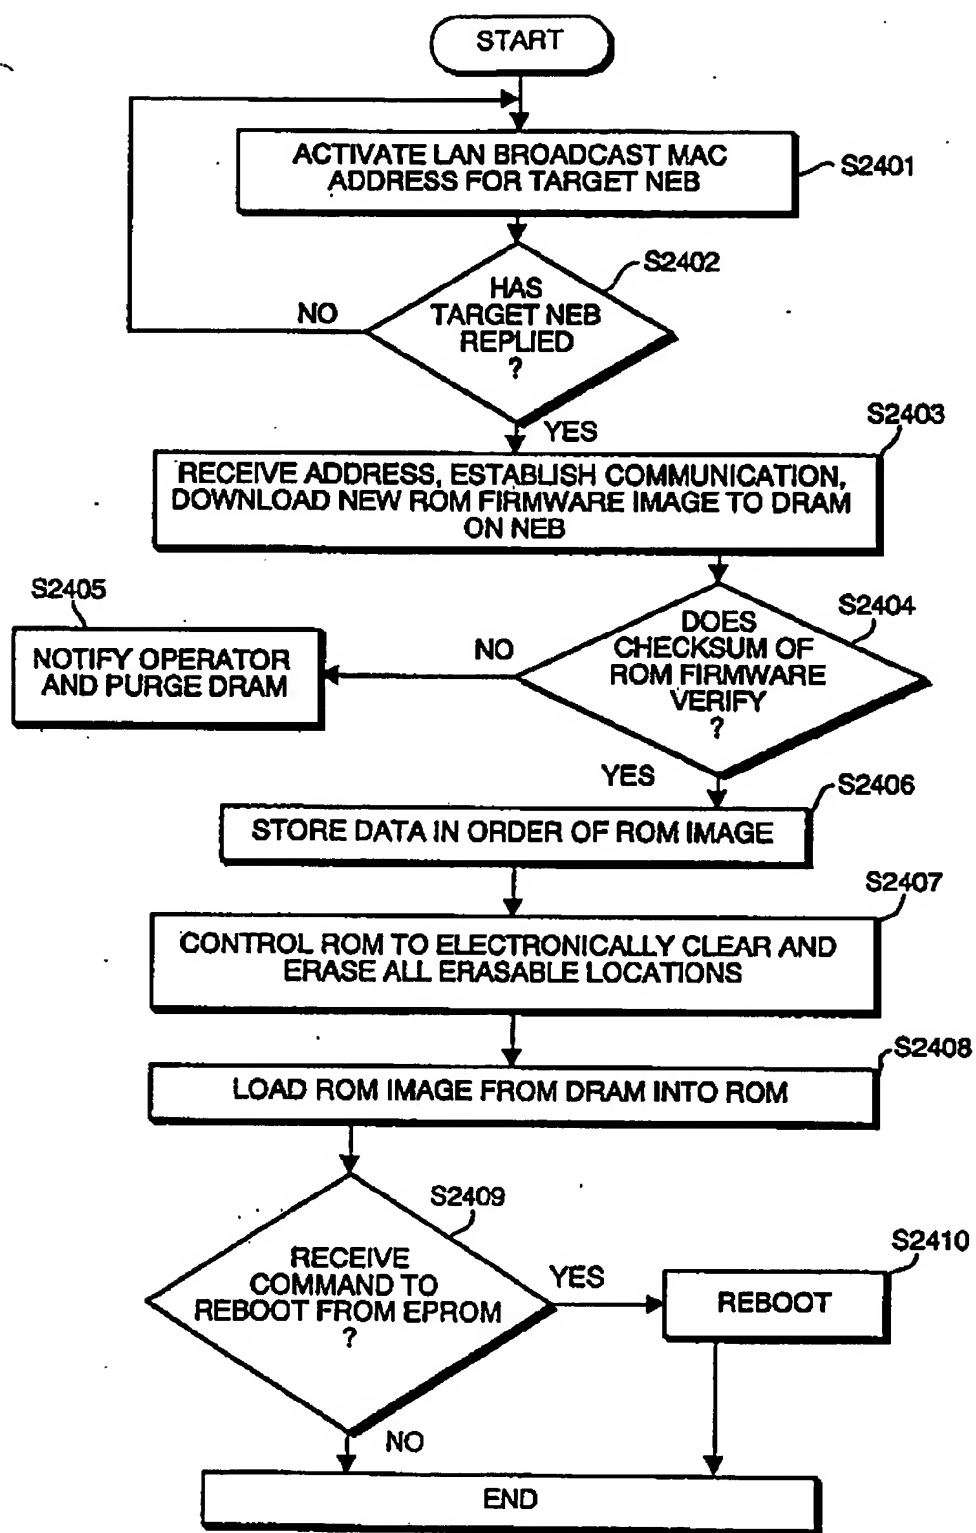 START
ACTIVATE LAN BROADCAST MAC
ADDRESS FOR TARGET NEB
S2401
S2402
HAS
TARGET NEB
REPLIED
?
NO
YES
S2403
RECEIVE ADDRESS, ESTABLISH COMMUNICATION,
DOWNLOAD NEW ROM FIRMWARE IMAGE TO DRAM
ON NEB
S2405
S2404
DOES
CHECKSUM OF
ROM FIRMWARE
VERIFY
?
NO
NOTIFY OPERATOR
AND PURGE DRAM
YES
S2406
STORE DATA IN ORDER OF ROM IMAGE
S2407
CONTROL ROM TO ELECTRONICALLY CLEAR AND
ERASE ALL ERASABLE LOCATIONS
S2408
LOAD ROM IMAGE FROM DRAM INTO ROM
S2409
RECEIVE
COMMAND TO
REBOOT FROM EPROM
?
YES
S2410
REBOOT
NO
END